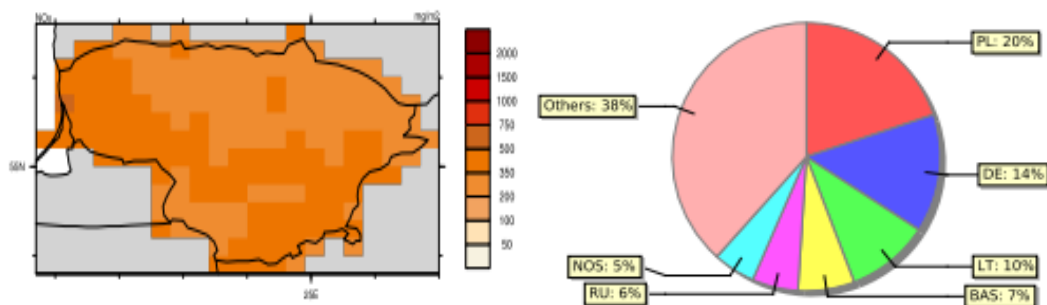 NOx
mg/m2
55N
25E
2000
1500
1000
750
500
350
200
100
50
PL: 20%
DE: 14%
LT: 10%
BAS: 7%
RU: 6%
NOS: 5%
Others: 38%